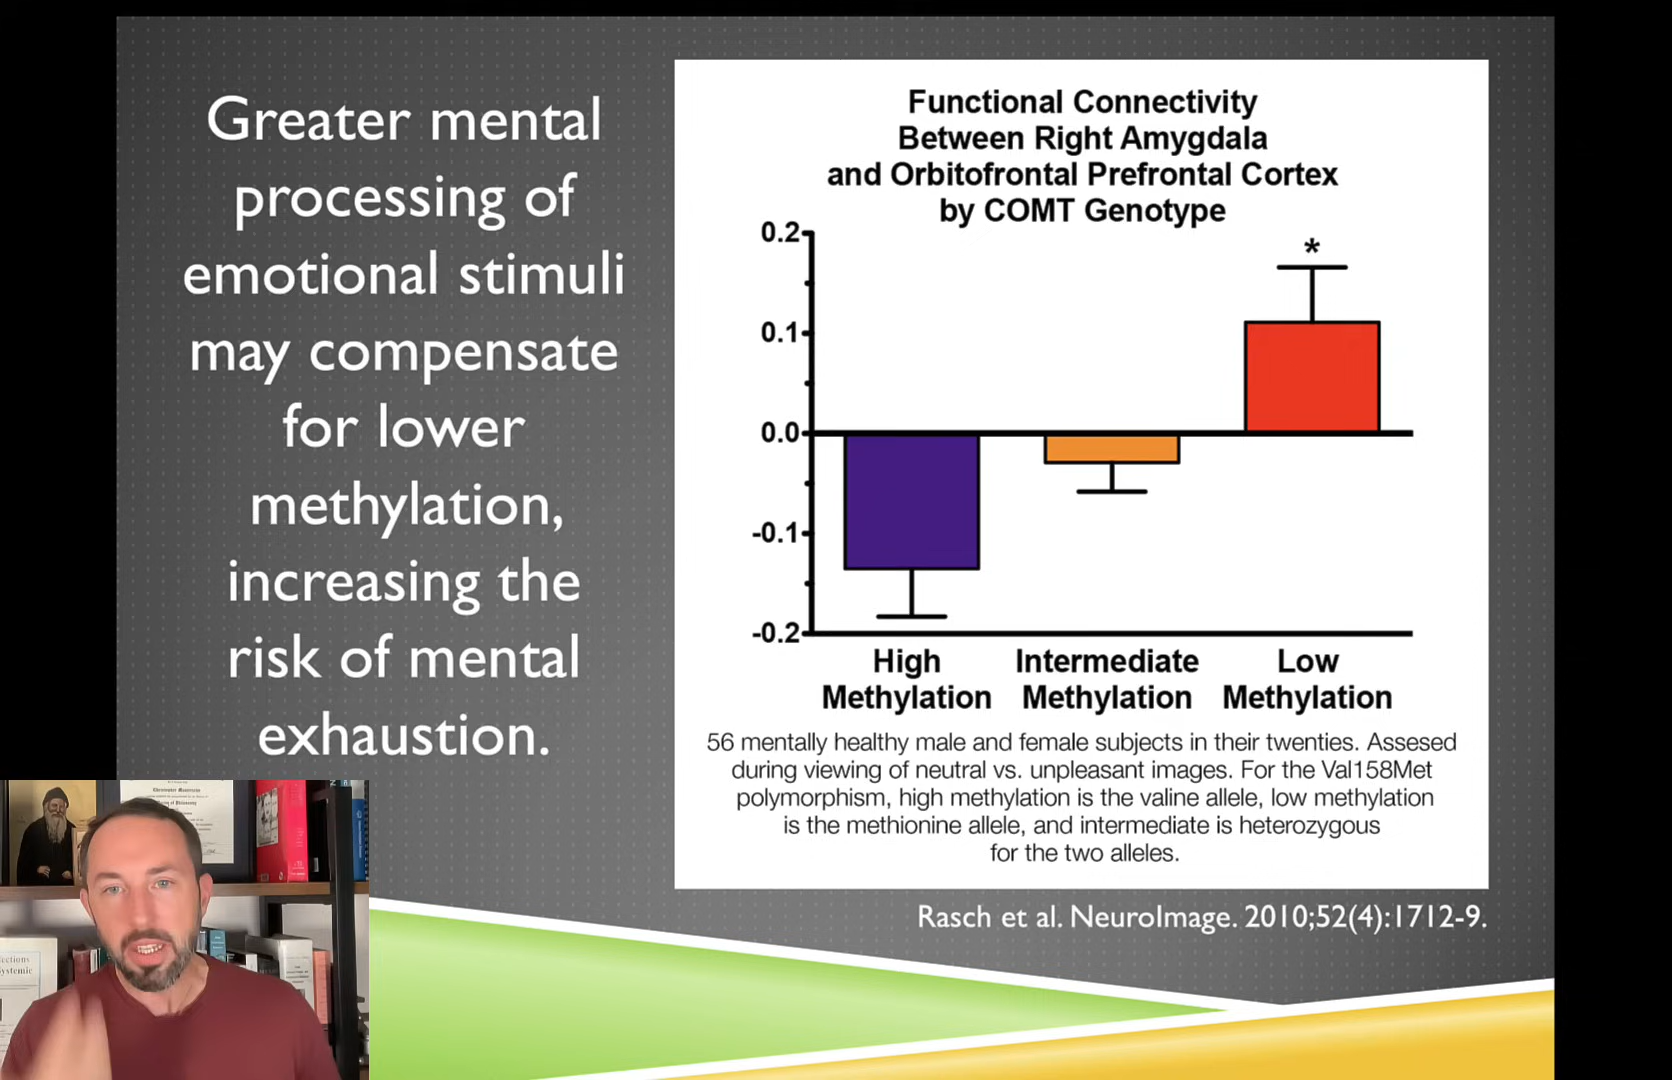 Greater mental
processing of
emotional stimuli
may compensate
for lower
methylation,
increasing the
risk of mental
exhaustion.
Functional Connectivity
Between Right Amygdala
and Orbitofrontal Prefrontal Cortex
by COMT Genotype
0.2
*
0.1
0.0
-0.1
-0.2
High Methylation
Intermediate Methylation
Low Methylation
56 mentally healthy male and female subjects in their twenties. Assesed
during viewing of neutral vs. unpleasant images. For the Val158Met
polymorphism, high methylation is the valine allele, low methylation
is the methionine allele, and intermediate is heterozygous
for the two alleles.
Rasch et al. NeuroImage. 2010;52(4):1712-9.